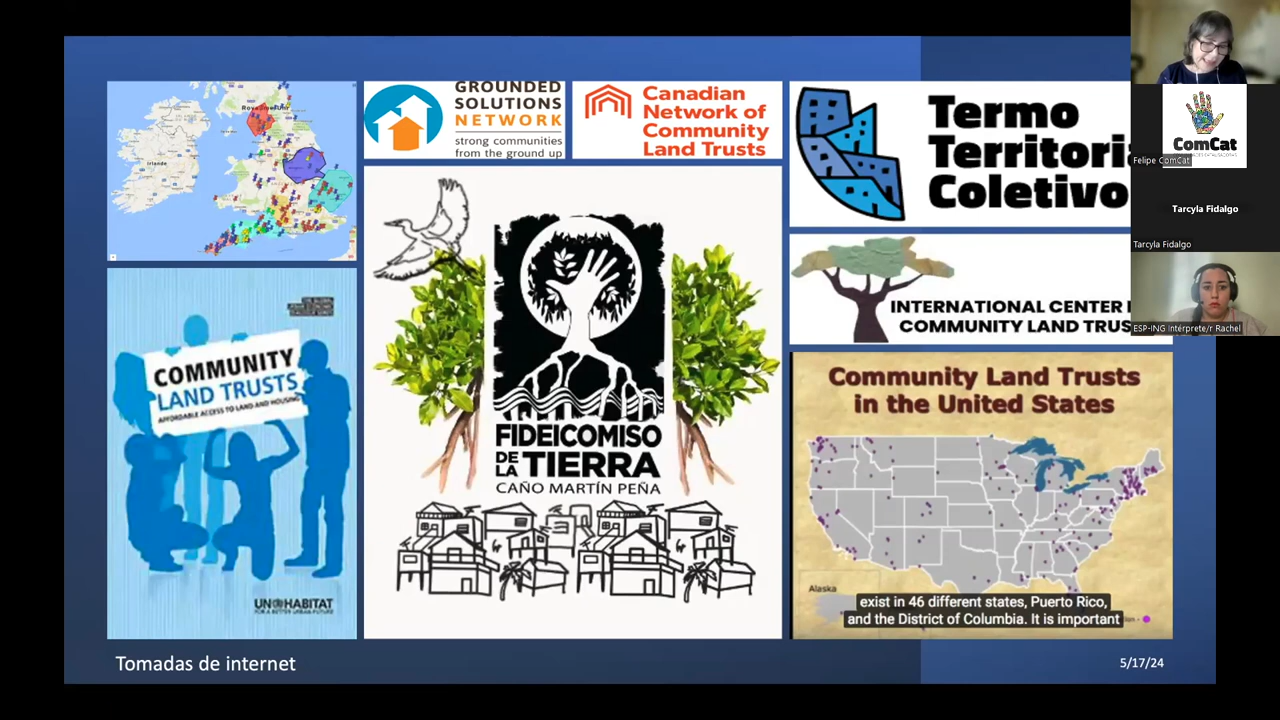 Royaume-Uni
Irlande
GROUNDED
SOLUTIONS
NETWORK
strong communities
from the ground up
Canadian
Network of
Community
Land Trusts
Termo
Territori
Coletivo
ComCat
Felipe ComCat
Tarcyla Fidalgo
Tarcyla Fidalgo
ESP-ING Intérprete/r Rachel
COMMUNITY
LAND TRUSTS
AFFORDABLE ACCESS TO LAND AND HOUSING
UN HABITAT
FOR A BETTER URBAN FUTURE
FIDEICOMISO
DE LA TIERRA
CAÑO MARTÍN PEÑA
INTERNATIONAL CENTER
COMMUNITY LAND TRUS
Community Land Trusts
in the United States
Alaska
exist in 46 different states, Puerto Rico,
and the District of Columbia. It is important
Tomadas de internet
5/17/24